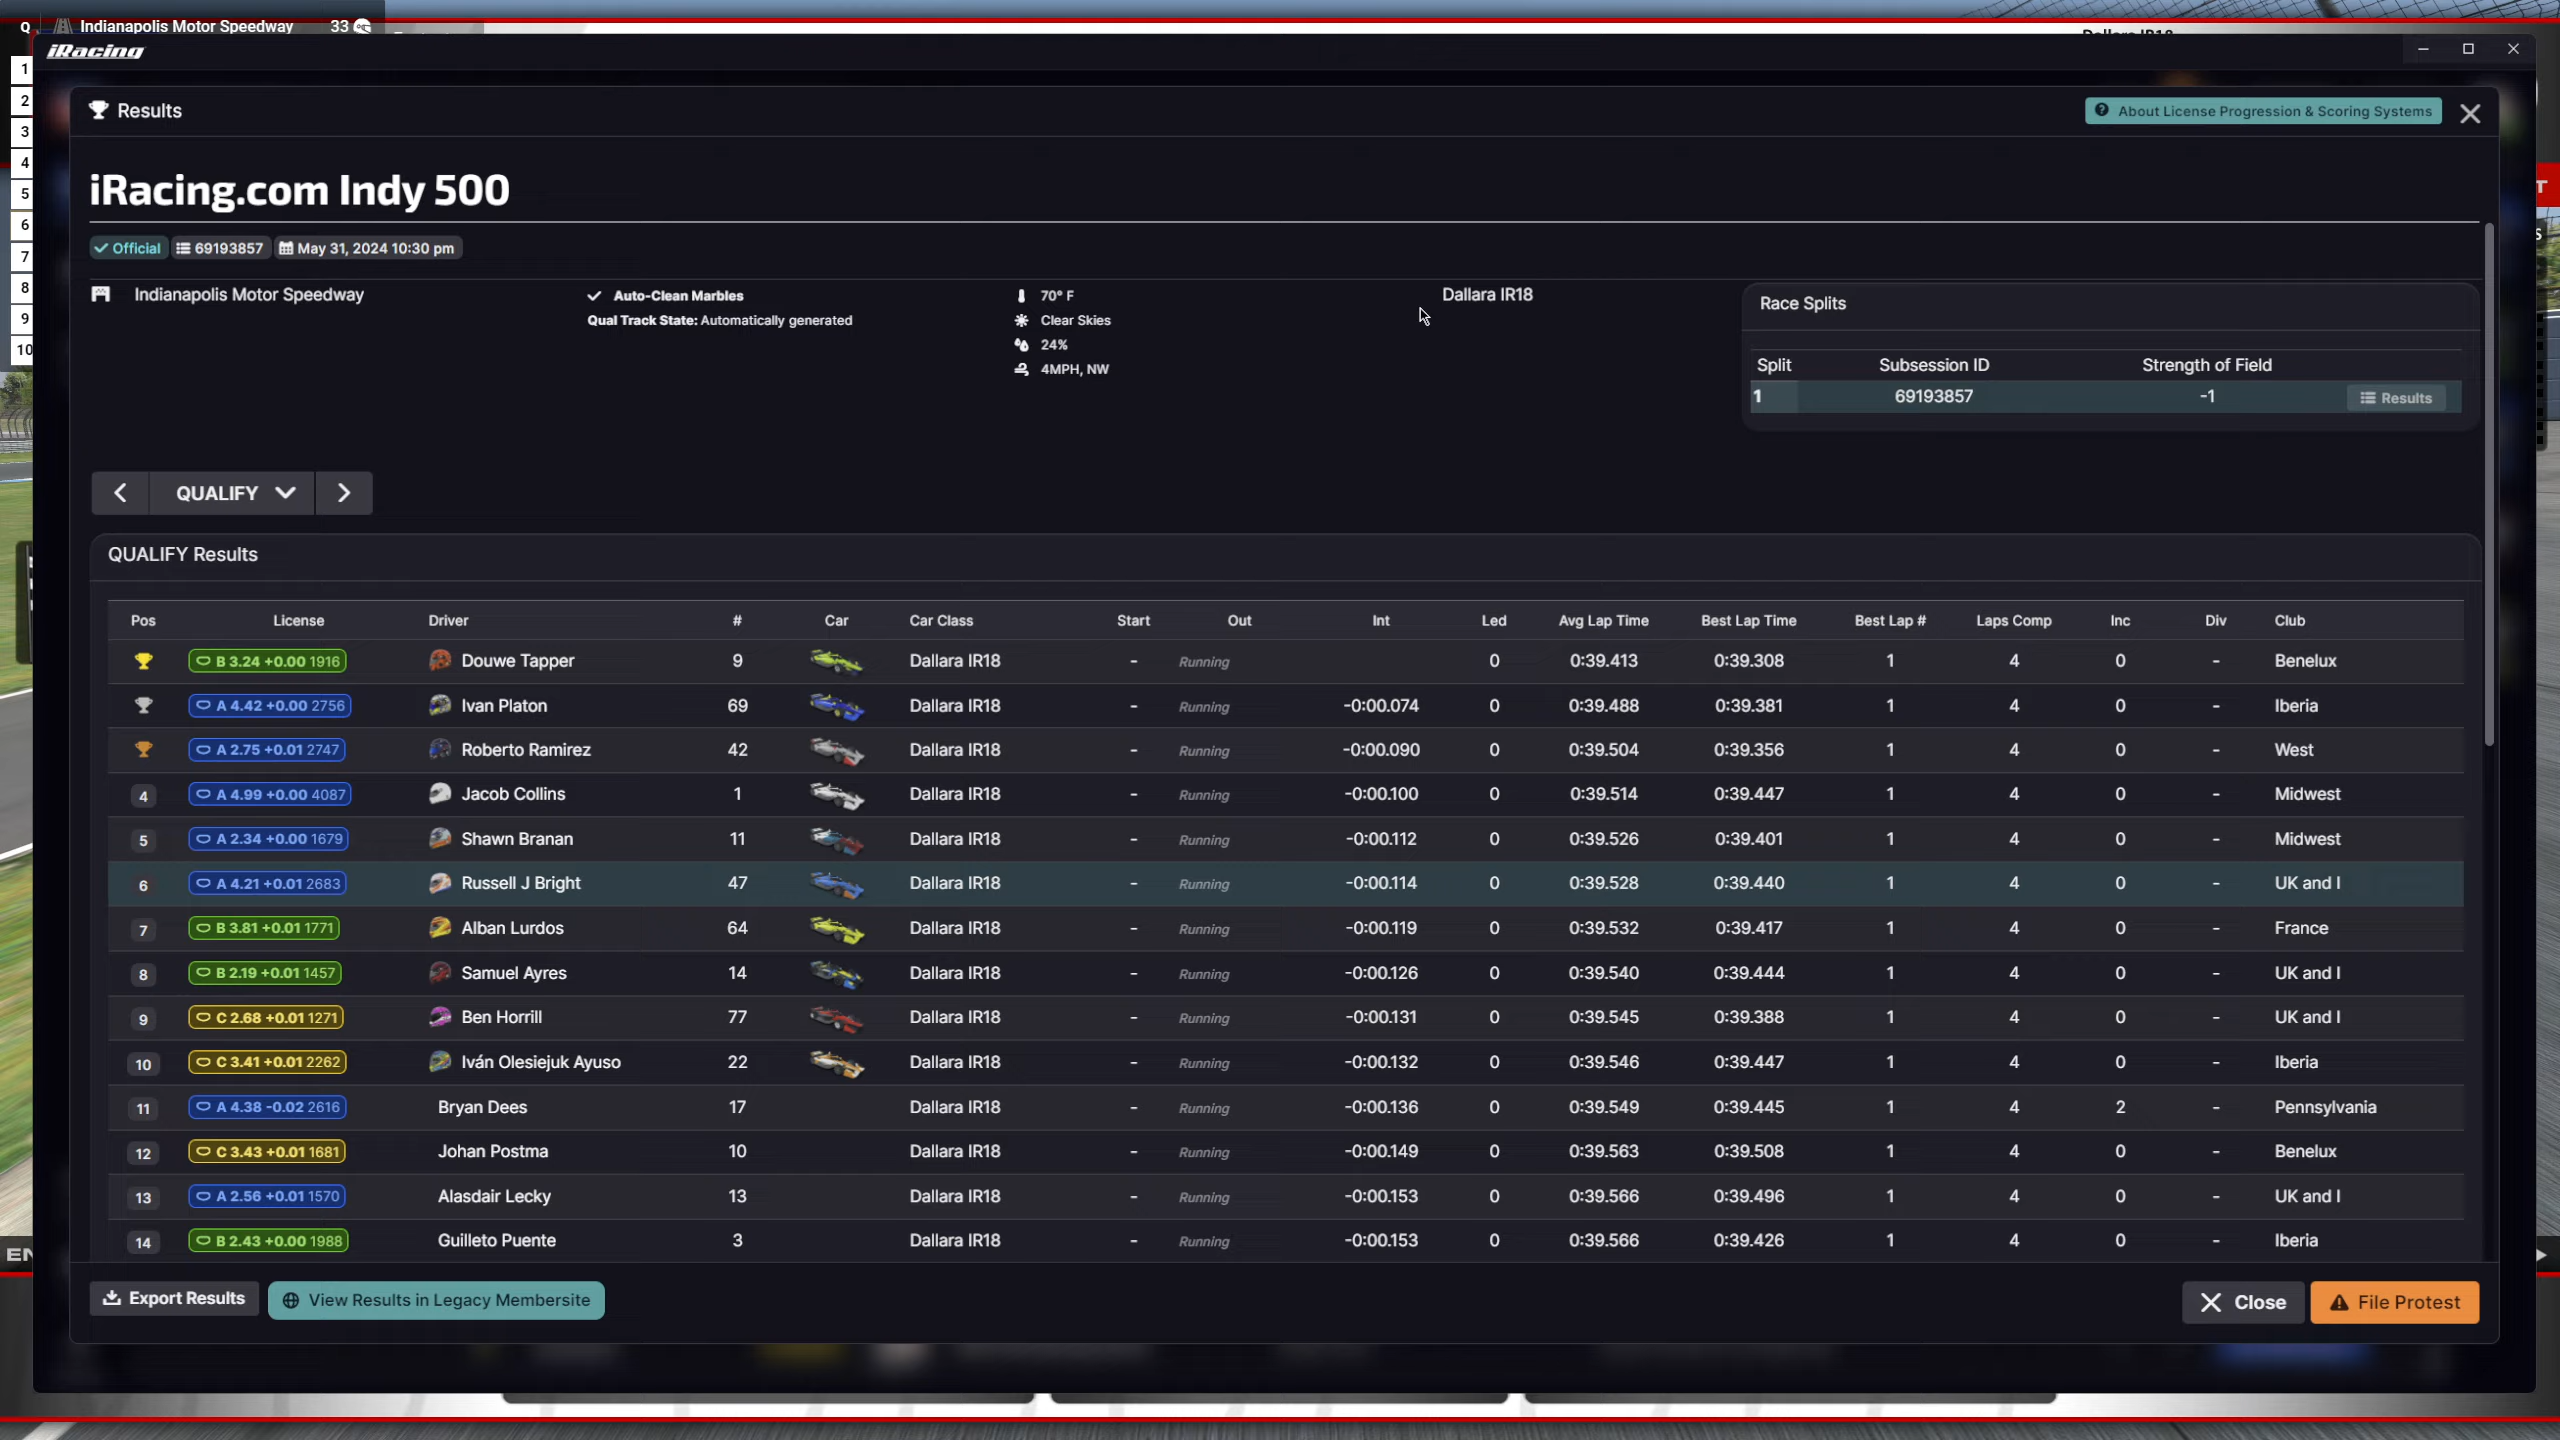 Q Indianapolis Motor Speedway 33
iRacing
Results
About License Progression & Scoring Systems
iRacing.com Indy 500
Official 69193857 May 31, 2024 10:30 pm
Indianapolis Motor Speedway
Auto-Clean Marbles
Qual Track State: Automatically generated
70° F
Clear Skies
24%
4MPH, NW
Dallara IR18
Race Splits
Split Subsession ID Strength of Field
1 69193857 -1 Results
QUALIFY
QUALIFY Results
Pos License Driver # Car Car Class Start Out Int Led Avg Lap Time Best Lap Time Best Lap # Laps Comp Inc Div Club
B 3.24 +0.00 1916 Douwe Tapper 9 Dallara IR18 - Running 0 0:39.413 0:39.308 1 4 0 - Benelux
A 4.42 +0.00 2756 Ivan Platon 69 Dallara IR18 - Running -0:00.074 0 0:39.488 0:39.381 1 4 0 - Iberia
A 2.75 +0.01 2747 Roberto Ramirez 42 Dallara IR18 - Running -0:00.090 0 0:39.504 0:39.356 1 4 0 - West
4 A 4.99 +0.00 4087 Jacob Collins 1 Dallara IR18 - Running -0:00.100 0 0:39.514 0:39.447 1 4 0 - Midwest
5 A 2.34 +0.00 1679 Shawn Branan 11 Dallara IR18 - Running -0:00.112 0 0:39.526 0:39.401 1 4 0 - Midwest
6 A 4.21 +0.01 2683 Russell J Bright 47 Dallara IR18 - Running -0:00.114 0 0:39.528 0:39.440 1 4 0 - UK and I
7 B 3.81 +0.01 1771 Alban Lurdos 64 Dallara IR18 - Running -0:00.119 0 0:39.532 0:39.417 1 4 0 - France
8 B 2.19 +0.01 1457 Samuel Ayres 14 Dallara IR18 - Running -0:00.126 0 0:39.540 0:39.444 1 4 0 - UK and I
9 C 2.68 +0.01 1271 Ben Horrill 77 Dallara IR18 - Running -0:00.131 0 0:39.545 0:39.388 1 4 0 - UK and I
10 C 3.41 +0.01 2262 Iván Olesiejuk Ayuso 22 Dallara IR18 - Running -0:00.132 0 0:39.546 0:39.447 1 4 0 - Iberia
11 A 4.38 -0.02 2616 Bryan Dees 17 Dallara IR18 - Running -0:00.136 0 0:39.549 0:39.445 1 4 2 - Pennsylvania
12 C 3.43 +0.01 1681 Johan Postma 10 Dallara IR18 - Running -0:00.149 0 0:39.563 0:39.508 1 4 0 - Benelux
13 A 2.56 +0.01 1570 Alasdair Lecky 13 Dallara IR18 - Running -0:00.153 0 0:39.566 0:39.496 1 4 0 - UK and I
14 B 2.43 +0.00 1988 Guilleto Puente 3 Dallara IR18 - Running -0:00.153 0 0:39.566 0:39.426 1 4 0 - Iberia
Export Results View Results in Legacy Membersite Close File Protest
1
2
3
4
5
6
7
8
9
10